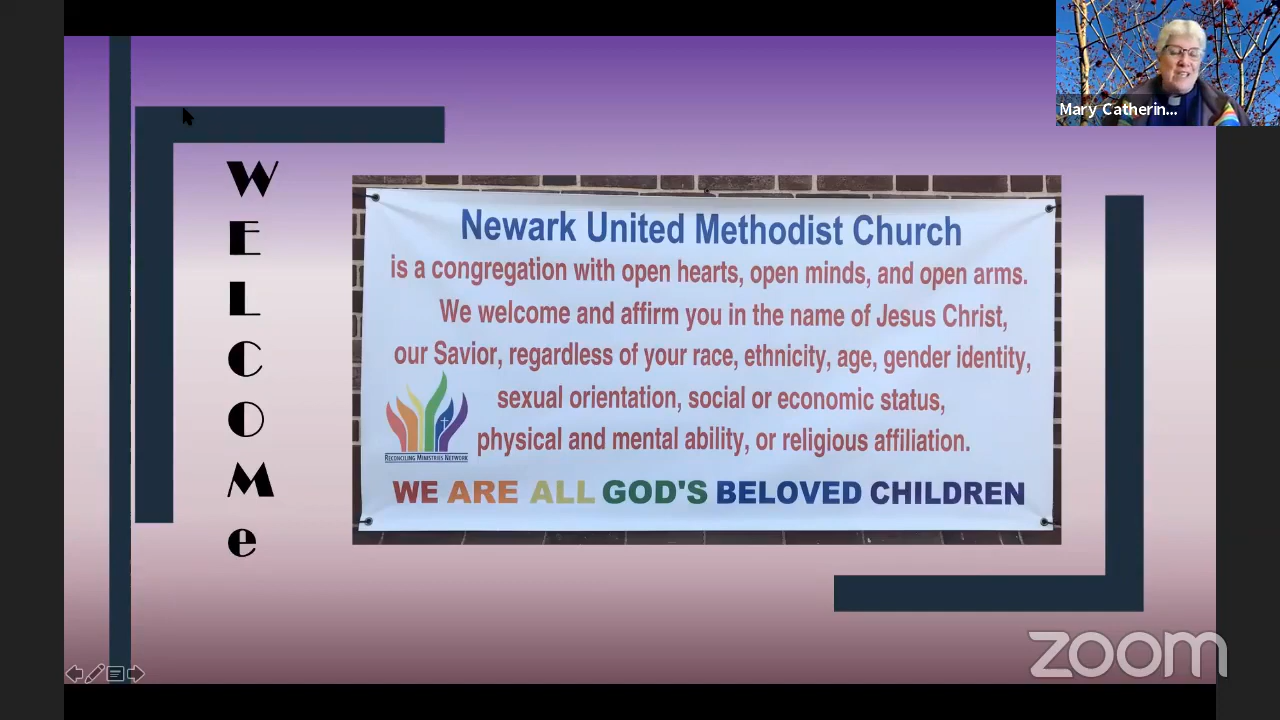 Mary Catherin...
WELCOMe
Newark United Methodist Church
is a congregation with open hearts, open minds, and open arms.
We welcome and affirm you in the name of Jesus Christ,
our Savior, regardless of your race, ethnicity, age, gender identity,
sexual orientation, social or economic status,
physical and mental ability, or religious affiliation.
RECONCILING MINISTRIES NETWORK
WE ARE ALL GOD'S BELOVED CHILDREN
zoom